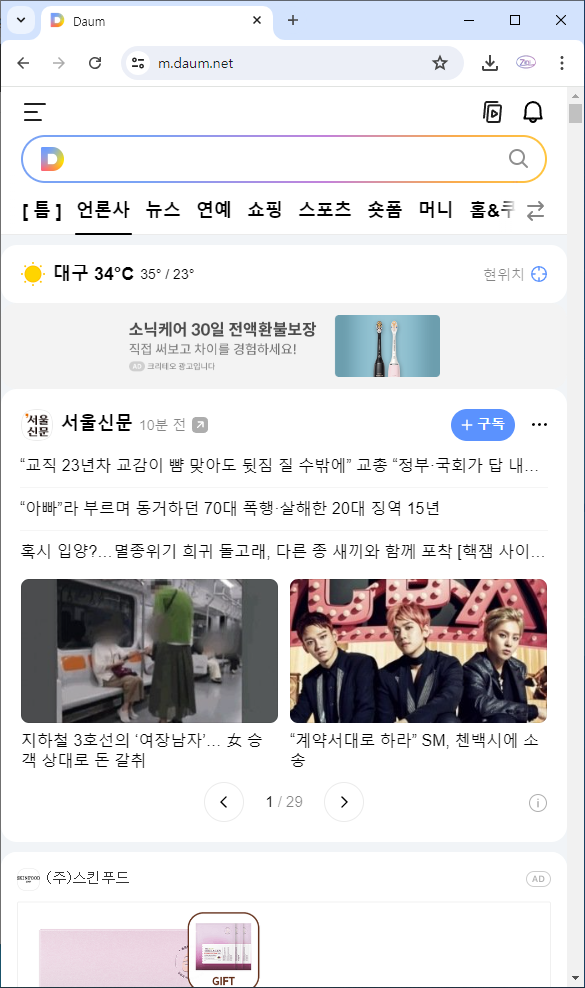 Daum
m.daum.net
[ 틈 ] 언론사 뉴스 연예 쇼핑 스포츠 숏폼 머니 홈&쿠
대구 34°C 35° / 23° 현위치
소닉케어 30일 전액환불보장
직접 써보고 차이를 경험하세요!
AD 크리테오 광고입니다
서울신문 서울신문 10분 전 + 구독
“교직 23년차 교감이 뺨 맞아도 뒷짐 질 수밖에” 교총 “정부·국회가 답 내…
“아빠”라 부르며 동거하던 70대 폭행·살해한 20대 징역 15년
혹시 입양?…멸종위기 희귀 돌고래, 다른 종 새끼와 함께 포착 [핵잼 사이…
지하철 3호선의 ‘여장남자’… 女 승
객 상대로 돈 갈취
“계약서대로 하라” SM, 첸백시에 소
송
1 / 29
SKINFOOD (주)스킨푸드 AD
GIFT